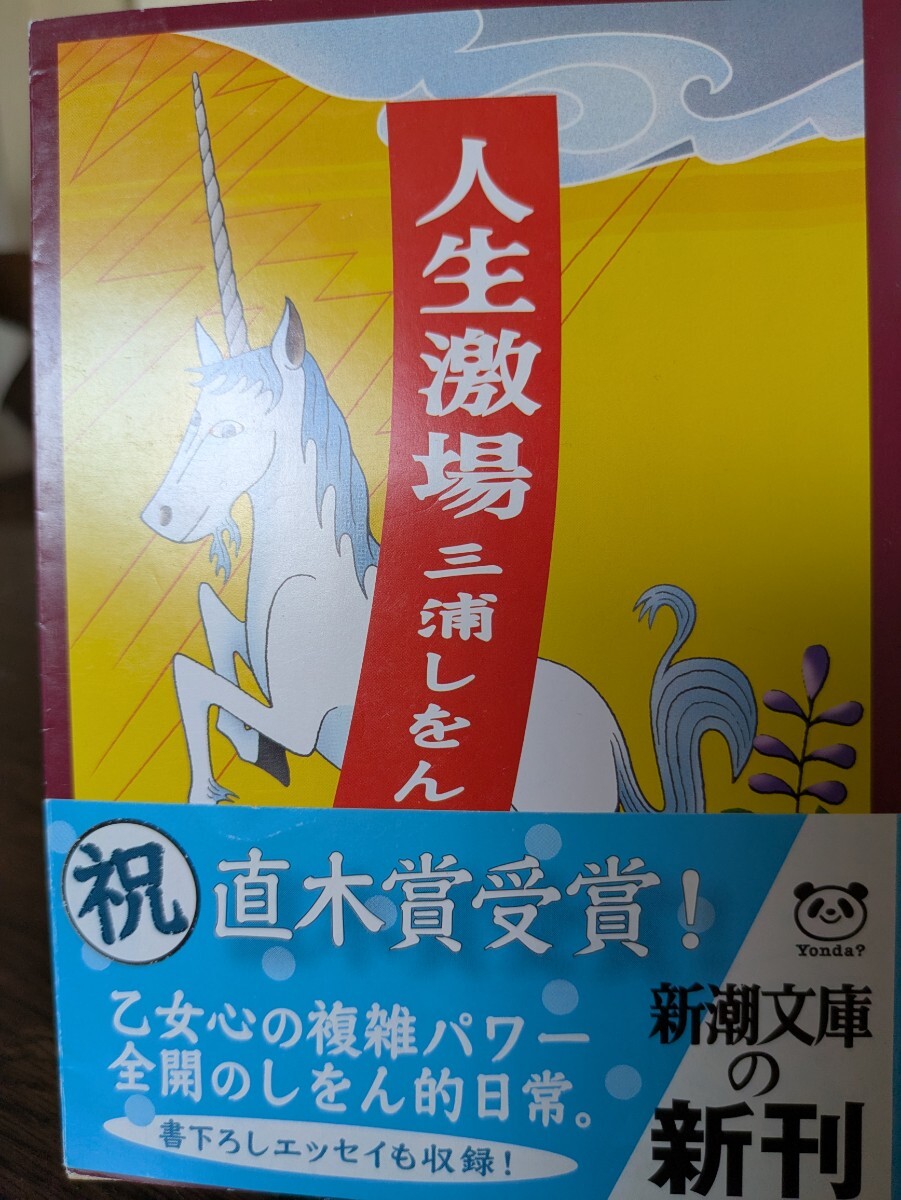 人生激場
三浦しをん
祝
直木賞受賞!
乙女心の複雑パワー
全開のしをん的日常。
書下ろしエッセイも収録!
Yonda?
新潮文庫
の
新刊